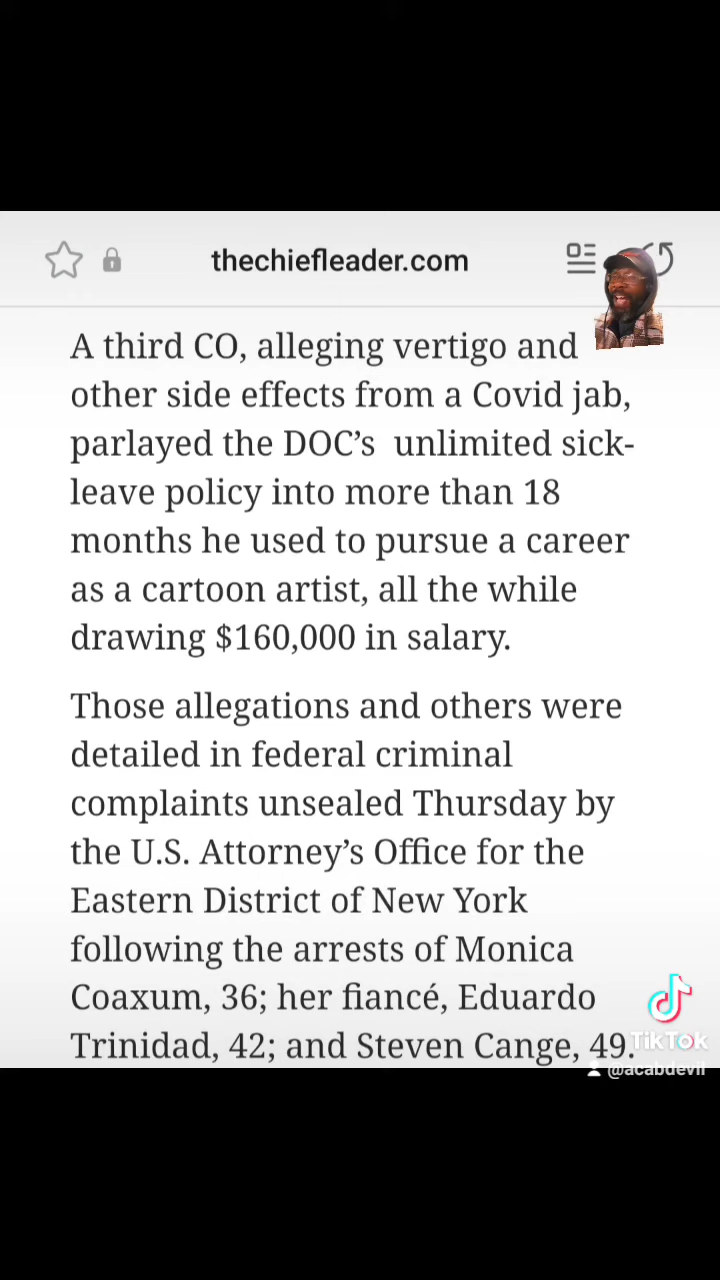 thechiefleader.com
A third CO, alleging vertigo and
other side effects from a Covid jab,
parlayed the DOC’s  unlimited sick-
leave policy into more than 18
months he used to pursue a career
as a cartoon artist, all the while
drawing $160,000 in salary.
Those allegations and others were
detailed in federal criminal
complaints unsealed Thursday by
the U.S. Attorney’s Office for the
Eastern District of New York
following the arrests of Monica
Coaxum, 36; her fiancé, Eduardo
Trinidad, 42; and Steven Cange, 49.
TikTok
@acabdevil